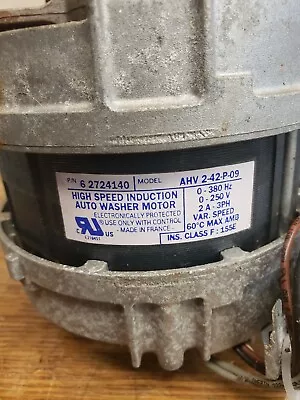 P/N 6 2724140 MODEL AHV 2-42-P-09
HIGH SPEED INDUCTION
AUTO WASHER MOTOR
ELECTRONICALLY PROTECTED
USE ONLY WITH CONTROL
- MADE IN FRANCE -
C US
0 - 380 Hz
0 - 250 V
2 A - 3PH
VAR. SPEED
60°C MAX AMB
INS. CLASS F : 155E